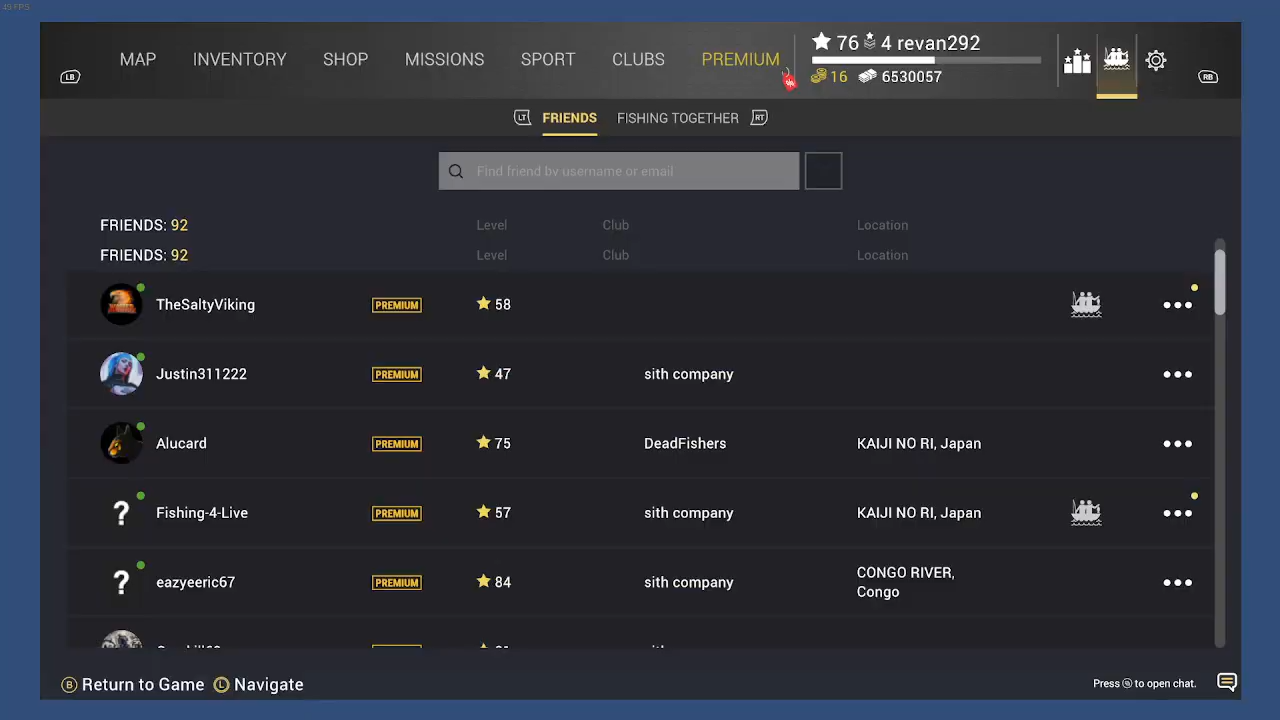 45 FPS
LB MAP INVENTORY SHOP MISSIONS SPORT CLUBS PREMIUM 76 4 revan292 RB
16 6530057
LT FRIENDS FISHING TOGETHER RT
Find friend by username or email
FRIENDS: 92 Level Club Location
FRIENDS: 92 Level Club Location
TheSaltyViking PREMIUM 58
Justin311222 PREMIUM 47 sith company
Alucard PREMIUM 75 DeadFishers KAIJI NO RI, Japan
? Fishing-4-Live PREMIUM 57 sith company KAIJI NO RI, Japan
? eazyeeric67 PREMIUM 84 sith company CONGO RIVER,
Congo
B Return to Game L Navigate Press to open chat.